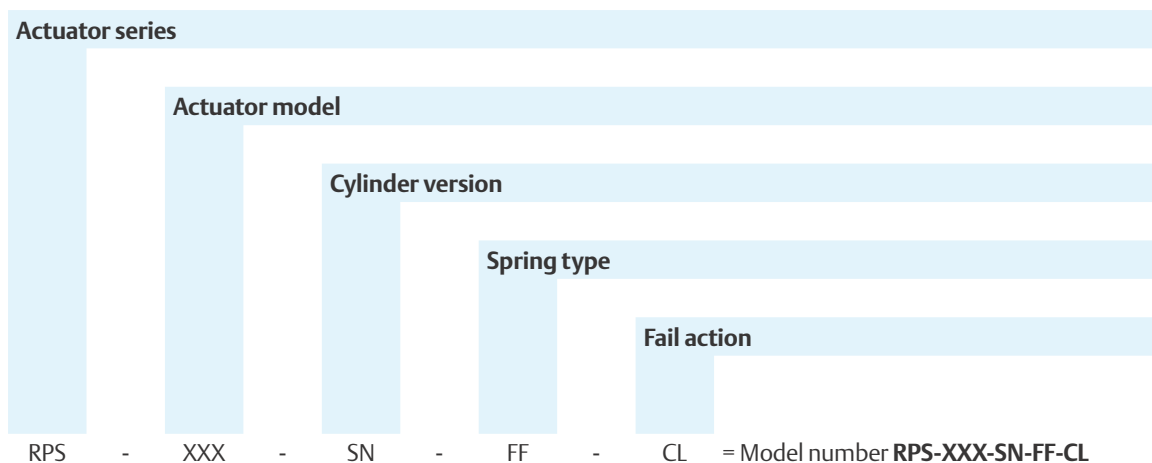 Actuator series
Actuator model
Cylinder version
Spring type
Fail action
RPS - XXX - SN - FF - CL = Model number RPS-XXX-SN-FF-CL